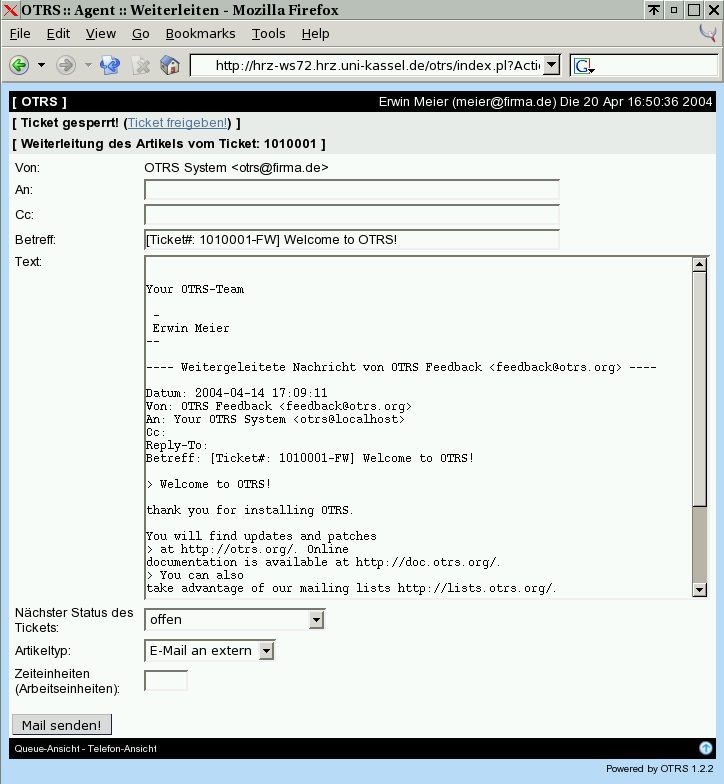 OTRS :: Agent :: Weiterleiten - Mozilla Firefox
File Edit View Go Bookmarks Tools Help
http://hrz-ws72.hrz.uni-kassel.de/otrs/index.pl?Acti G
[ OTRS ] Erwin Meier (meier@firma.de) Die 20 Apr 16:50:36 2004
[ Ticket gesperrt! (Ticket freigeben!) ]
[ Weiterleitung des Artikels vom Ticket: 1010001 ]
Von: OTRS System <otrs@firma.de>
An:
Cc:
Betreff: [Ticket#: 1010001-FW] Welcome to OTRS!
Text:
Your OTRS-Team
-
Erwin Meier
--
---- Weitergeleitete Nachricht von OTRS Feedback <feedback@otrs.org> ----
Datum: 2004-04-14 17:09:11
Von: OTRS Feedback <feedback@otrs.org>
An: Your OTRS System <otrs@localhost>
Cc:
Reply-To:
Betreff: [Ticket#: 1010001-FW] Welcome to OTRS!
> Welcome to OTRS!
thank you for installing OTRS.
You will find updates and patches
> at http://otrs.org/. Online
documentation is available at http://doc.otrs.org/.
> You can also
take advantage of our mailing lists http://lists.otrs.org/.
Nächster Status des
Tickets: offen
Artikeltyp: E-Mail an extern
Zeiteinheiten
(Arbeitseinheiten):
Mail senden!
Queue-Ansicht - Telefon-Ansicht
Powered by OTRS 1.2.2